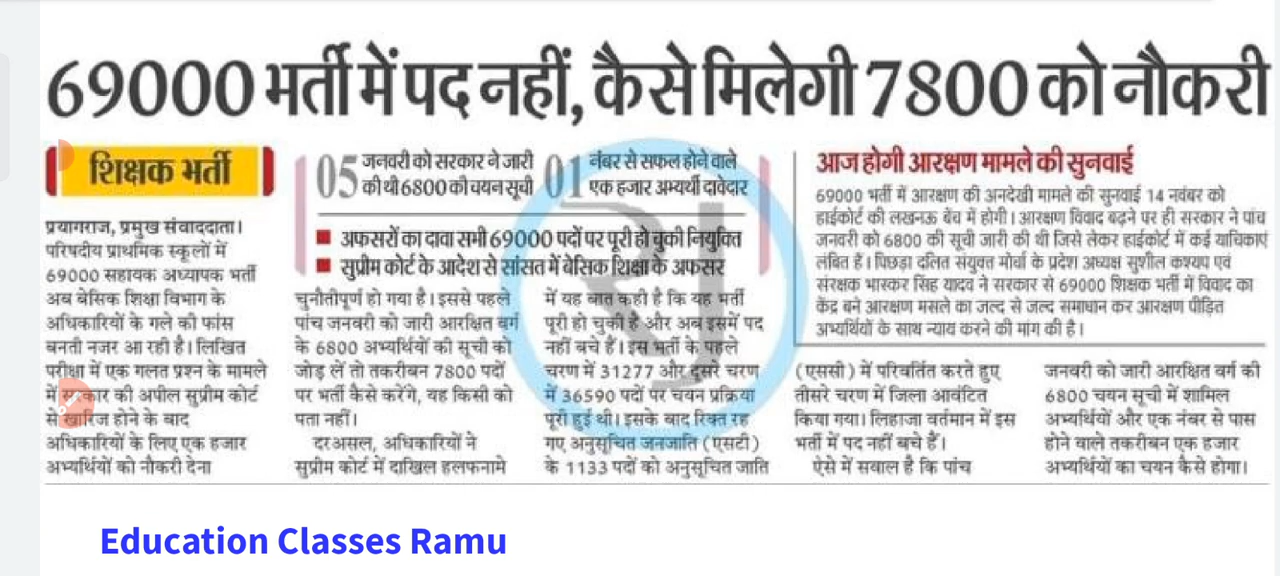 69000 भर्ती में पद नहीं, कैसे मिलेगी 7800 को नौकरी
शिक्षक भर्ती
प्रयागराज, प्रमुख संवाददाता।
परिषदीय प्राथमिक स्कूलों में
69000 सहायक अध्यापक भर्ती
अब बेसिक शिक्षा विभाग के
अधिकारियों के गले की फांस
बनती नजर आ रही है। लिखित
परीक्षा में एक गलत प्रश्न के मामले
में सरकार की अपील सुप्रीम कोर्ट
से खारिज होने के बाद
अधिकारियों के लिए एक हजार
अभ्यर्थियों को नौकरी देना
05 जनवरी को सरकार ने जारी
की थी 6800 की चयन सूची
01 नंबर से सफल होने वाले
एक हजार अभ्यर्थी दावेदार
अफसरों का दावा सभी 69000 पदों पर पूरी हो चुकी नियुक्ति
सुप्रीम कोर्ट के आदेश से सांसत में बेसिक शिक्षा के अफसर
चुनौतीपूर्ण हो गया है। इससे पहले
पांच जनवरी को जारी आरक्षित वर्ग
के 6800 अभ्यर्थियों की सूची को
जोड़ लें तो तकरीबन 7800 पदों
पर भर्ती कैसे करेंगे, यह किसी को
पता नहीं।
दरअसल, अधिकारियों ने
सुप्रीम कोर्ट में दाखिल हलफनामे
में यह बात कही है कि यह भर्ती
पूरी हो चुकी है और अब इसमें पद
नहीं बचे हैं। इस भर्ती के पहले
चरण में 31277 और दूसरे चरण
में 36590 पदों पर चयन प्रक्रिया
पूरी हुई थी। इसके बाद रिक्त रह
गए अनुसूचित जनजाति (एसटी)
के 1133 पदों को अनुसूचित जाति
आज होगी आरक्षण मामले की सुनवाई
69000 भर्ती में आरक्षण की अनदेखी मामले की सुनवाई 14 नवंबर को
हाईकोर्ट की लखनऊ बेंच में होगी। आरक्षण विवाद बढ़ने पर ही सरकार ने पांच
जनवरी को 6800 की सूची जारी की थी जिसे लेकर हाईकोर्ट में कई याचिकाएं
लंबित हैं। पिछड़ा दलित संयुक्त मोर्चा के प्रदेश अध्यक्ष सुशील कश्यप एवं
संरक्षक भास्कर सिंह यादव ने सरकार से 69000 शिक्षक भर्ती में विवाद का
केंद्र बने आरक्षण मसले का जल्द से जल्द समाधान कर आरक्षण पीड़ित
अभ्यर्थियों के साथ न्याय करने की मांग की है।
(एससी) में परिवर्तित करते हुए
तीसरे चरण में जिला आवंटित
किया गया। लिहाजा वर्तमान में इस
भर्ती में पद नहीं बचे हैं।
ऐसे में सवाल है कि पांच
जनवरी को जारी आरक्षित वर्ग की
6800 चयन सूची में शामिल
अभ्यर्थियों और एक नंबर से पास
होने वाले तकरीबन एक हजार
अभ्यर्थियों का चयन कैसे होगा।
Education Classes Ramu